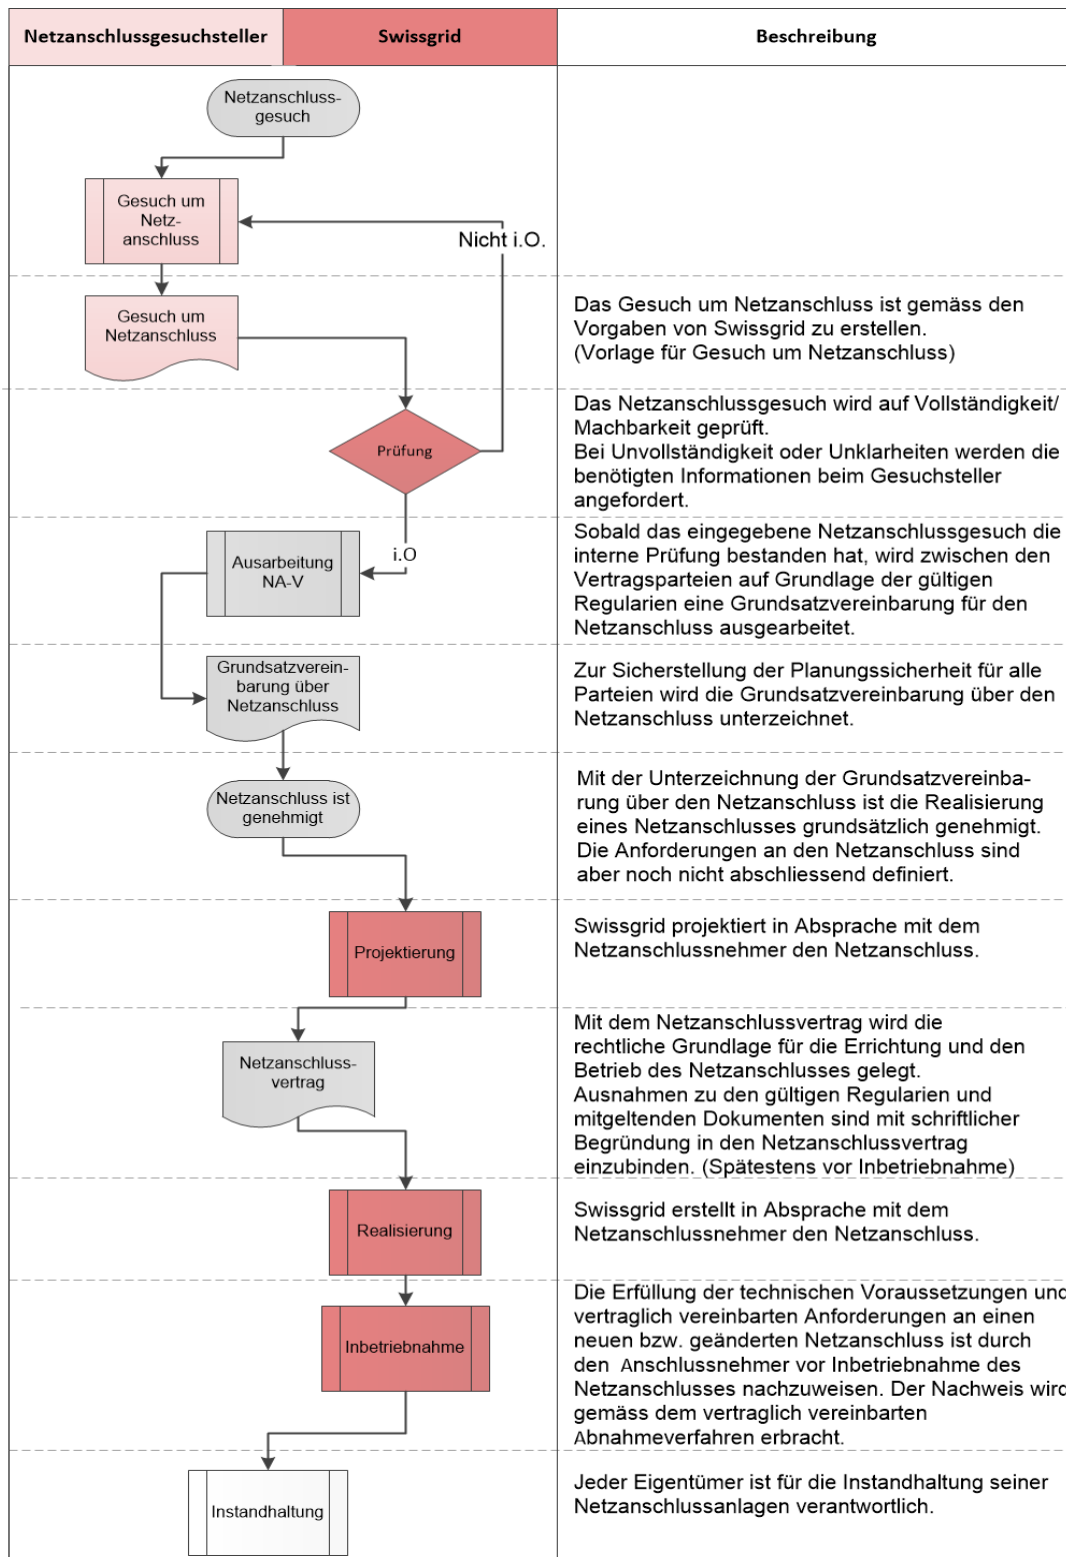 Netzanschlussgesuchsteller
Swissgrid
Beschreibung
Netzanschluss-
gesuch
Gesuch um
Netz-
anschluss
Nicht i.O.
Gesuch um
Netzanschluss
Das Gesuch um Netzanschluss ist gemäss den
Vorgaben von Swissgrid zu erstellen.
(Vorlage für Gesuch um Netzanschluss)
Prüfung
Das Netzanschlussgesuch wird auf Vollständigkeit/
Machbarkeit geprüft.
Bei Unvollständigkeit oder Unklarheiten werden die
benötigten Informationen beim Gesuchsteller
angefordert.
i.O
Ausarbeitung
NA-V
Sobald das eingegebene Netzanschlussgesuch die
interne Prüfung bestanden hat, wird zwischen den
Vertragsparteien auf Grundlage der gültigen
Regularien eine Grundsatzvereinbarung für den
Netzanschluss ausgearbeitet.
Grundsatzverein-
barung über
Netzanschluss
Zur Sicherstellung der Planungssicherheit für alle
Parteien wird die Grundsatzvereinbarung über den
Netzanschluss unterzeichnet.
Netzanschluss ist
genehmigt
Mit der Unterzeichnung der Grundsatzvereinba-
rung über den Netzanschluss ist die Realisierung
eines Netzanschlusses grundsätzlich genehmigt.
Die Anforderungen an den Netzanschluss sind
aber noch nicht abschliessend definiert.
Projektierung
Swissgrid projektiert in Absprache mit dem
Netzanschlussnehmer den Netzanschluss.
Netzanschluss-
vertrag
Mit dem Netzanschlussvertrag wird die
rechtliche Grundlage für die Errichtung und den
Betrieb des Netzanschlusses gelegt.
Ausnahmen zu den gültigen Regularien und
mitgeltenden Dokumenten sind mit schriftlicher
Begründung in den Netzanschlussvertrag
einzubinden. (Spätestens vor Inbetriebnahme)
Realisierung
Swissgrid erstellt in Absprache mit dem
Netzanschlussnehmer den Netzanschluss.
Inbetriebnahme
Die Erfüllung der technischen Voraussetzungen und
vertraglich vereinbarten Anforderungen an einen
neuen bzw. geänderten Netzanschluss ist durch
den Anschlussnehmer vor Inbetriebnahme des
Netzanschlusses nachzuweisen. Der Nachweis wird
gemäss dem vertraglich vereinbarten
Abnahmeverfahren erbracht.
Instandhaltung
Jeder Eigentümer ist für die Instandhaltung seiner
Netzanschlussanlagen verantwortlich.